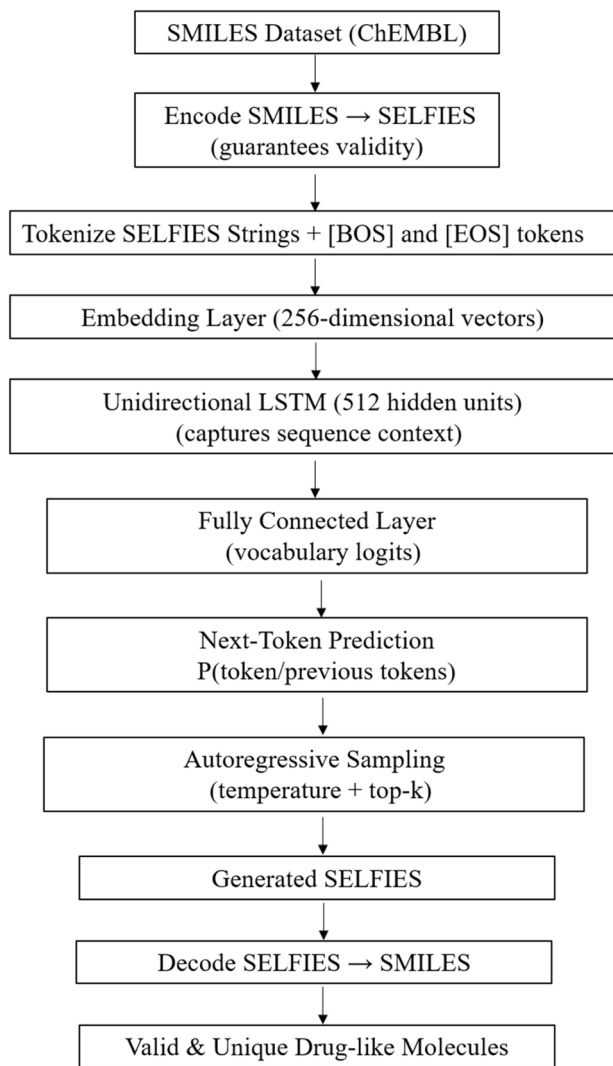 SMILES Dataset (ChEMBL)
Encode SMILES → SELFIES
(guarantees validity)
Tokenize SELFIES Strings + [BOS] and [EOS] tokens
Embedding Layer (256-dimensional vectors)
Unidirectional LSTM (512 hidden units)
(captures sequence context)
Fully Connected Layer
(vocabulary logits)
Next-Token Prediction
P(token/previous tokens)
Autoregressive Sampling
(temperature + top-k)
Generated SELFIES
Decode SELFIES → SMILES
Valid & Unique Drug-like Molecules